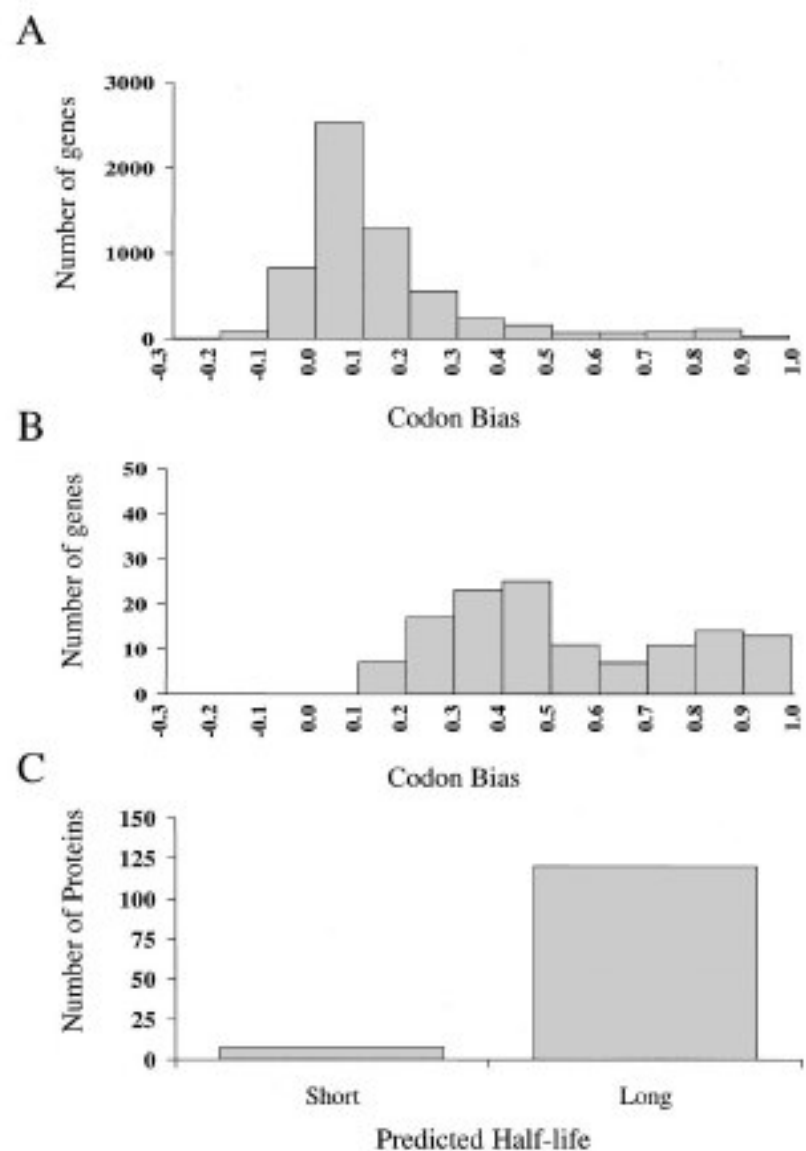 A
Number of genes
3000
2000
1000
0
-0.3 -0.2 -0.1 0.0 0.1 0.2 0.3 0.4 0.5 0.6 0.7 0.8 0.9 1.0
Codon Bias
B
Number of genes
50
40
30
20
10
0
-0.3 -0.2 -0.1 0.0 0.1 0.2 0.3 0.4 0.5 0.6 0.7 0.8 0.9 1.0
Codon Bias
C
Number of Proteins
150
125
100
75
50
25
0
Short Long
Predicted Half-life